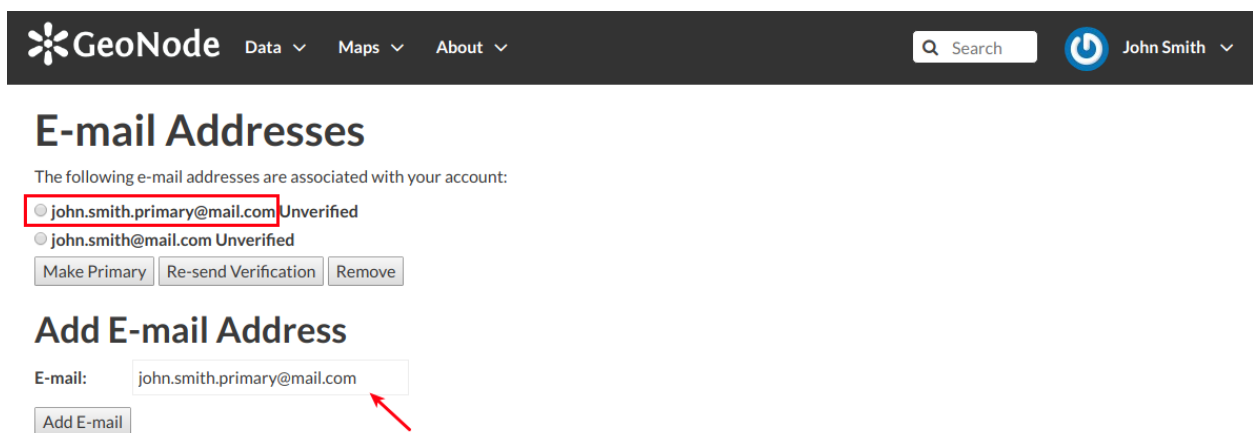 GeoNode Data Maps About Search John Smith
E-mail Addresses
The following e-mail addresses are associated with your account:
john.smith.primary@mail.com Unverified
john.smith@mail.com Unverified
Make Primary Re-send Verification Remove
Add E-mail Address
E-mail: john.smith.primary@mail.com
Add E-mail